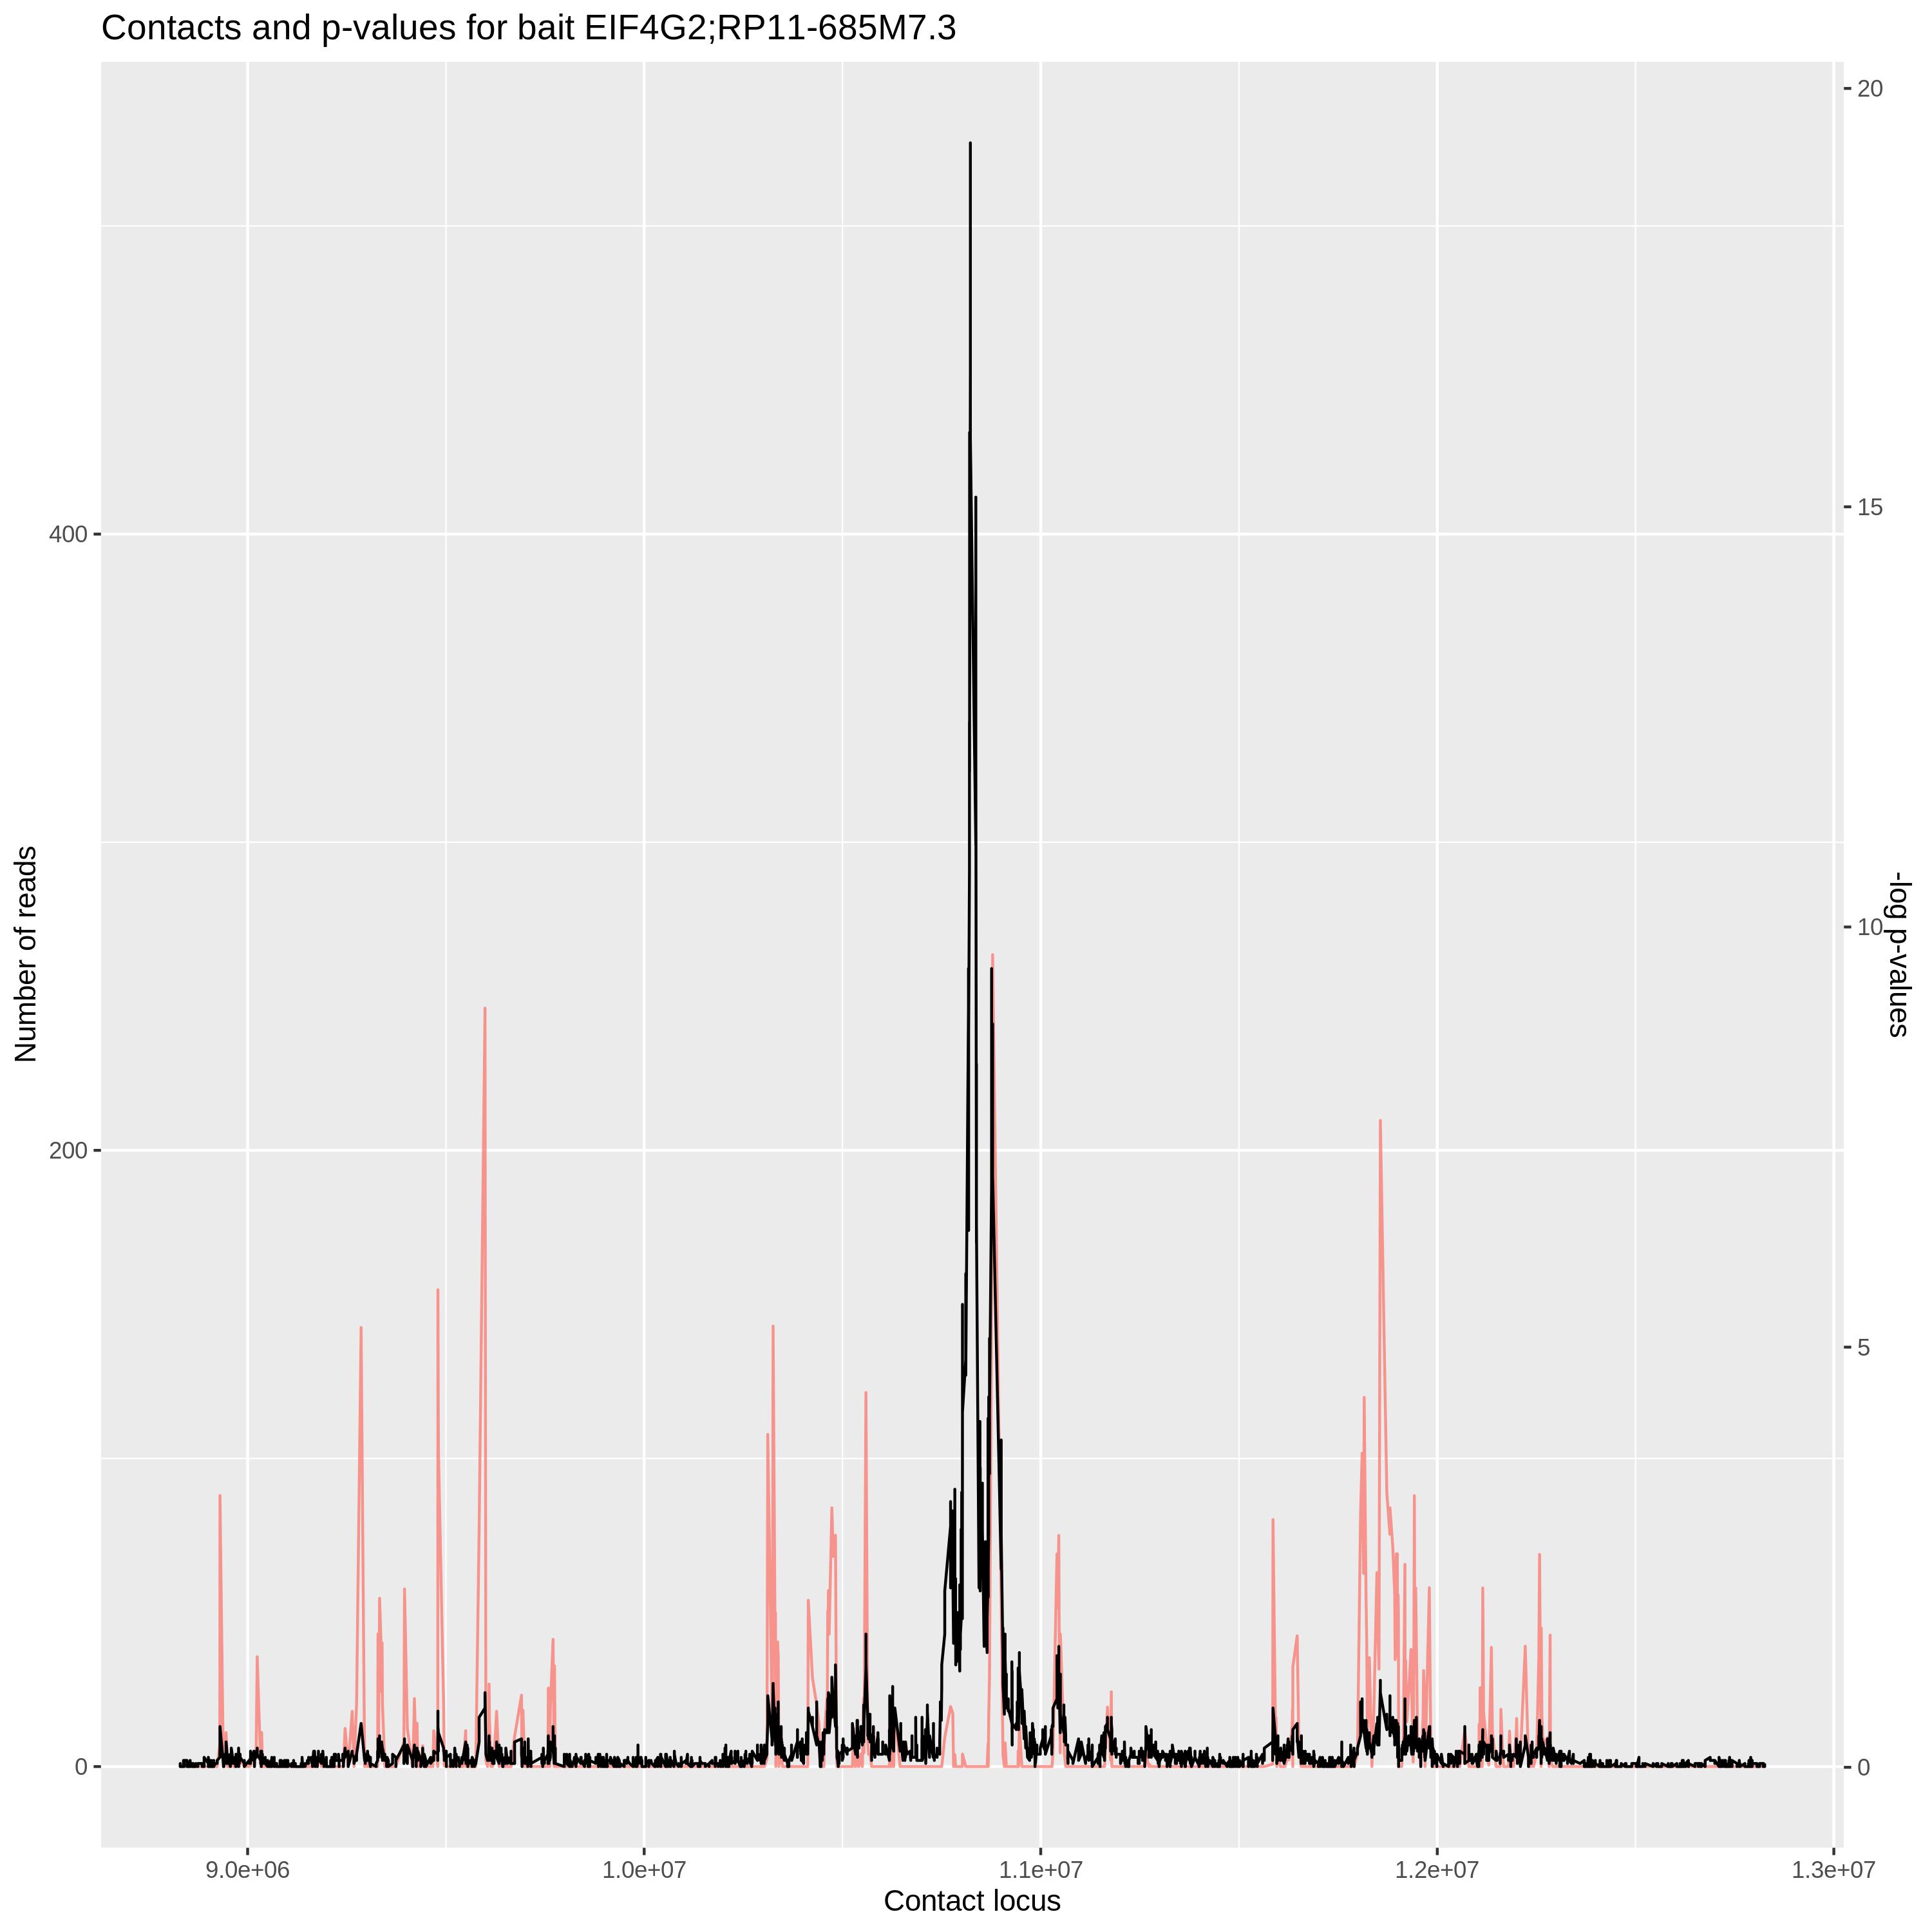 Contacts and p-values for bait EIF4G2;RP11-685M7.3
20
400
15
Number of reads
10
-log p-values
200
5
0
0
9.0e+06
1.0e+07
1.1e+07
1.2e+07
1.3e+07
Contact locus